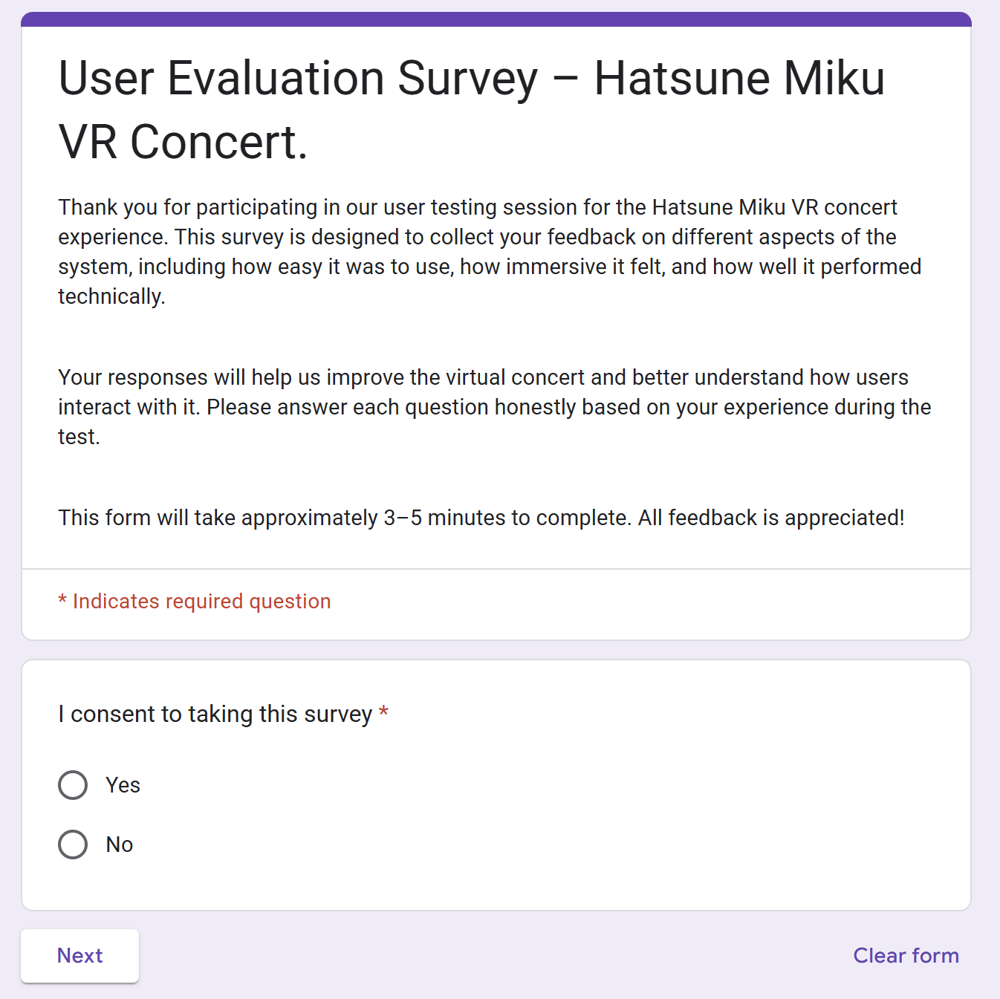 User Evaluation Survey – Hatsune Miku
VR Concert.
Thank you for participating in our user testing session for the Hatsune Miku VR concert
experience. This survey is designed to collect your feedback on different aspects of the
system, including how easy it was to use, how immersive it felt, and how well it performed
technically.
Your responses will help us improve the virtual concert and better understand how users
interact with it. Please answer each question honestly based on your experience during the
test.
This form will take approximately 3–5 minutes to complete. All feedback is appreciated!
* Indicates required question
I consent to taking this survey *
Yes
No
Next
Clear form